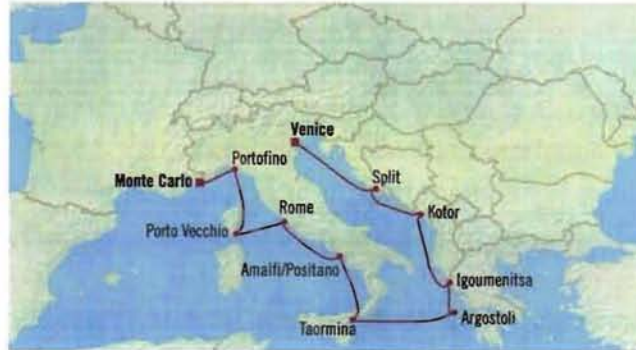 Venice
Portofino
Monte Carlo
Split
Rome
Kotor
Porto Vecchio
Amalfi/Positano
Igoumenitsa
Argostoli
Taormina